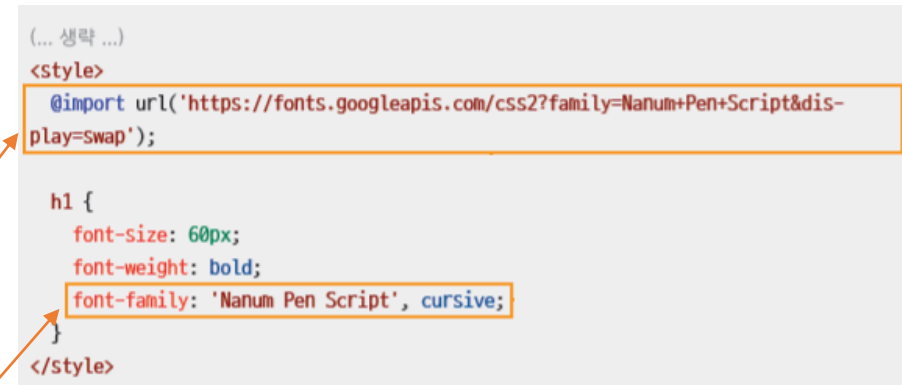 (... 생략 ...)
<style>
@import url('https://fonts.googleapis.com/css2?family=Nanum+Pen+Script&dis-
play=swap');
h1 {
font-size: 60px;
font-weight: bold;
font-family: 'Nanum Pen Script', cursive;
}
</style>